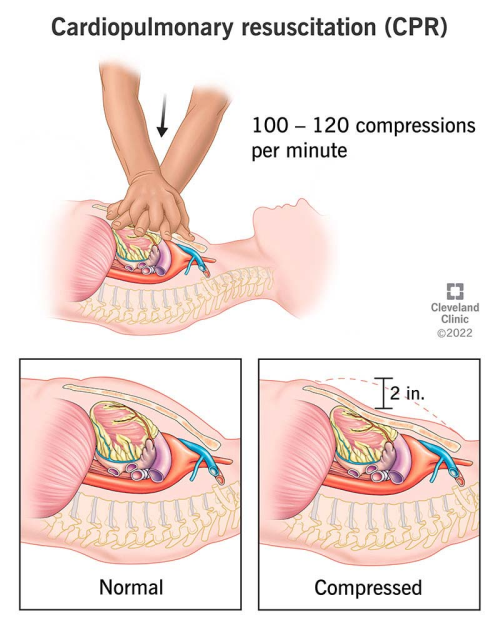 Cardiopulmonary resuscitation (CPR)
100 – 120 compressions
per minute
Cleveland
Clinic
©2022
2 in.
Normal
Compressed